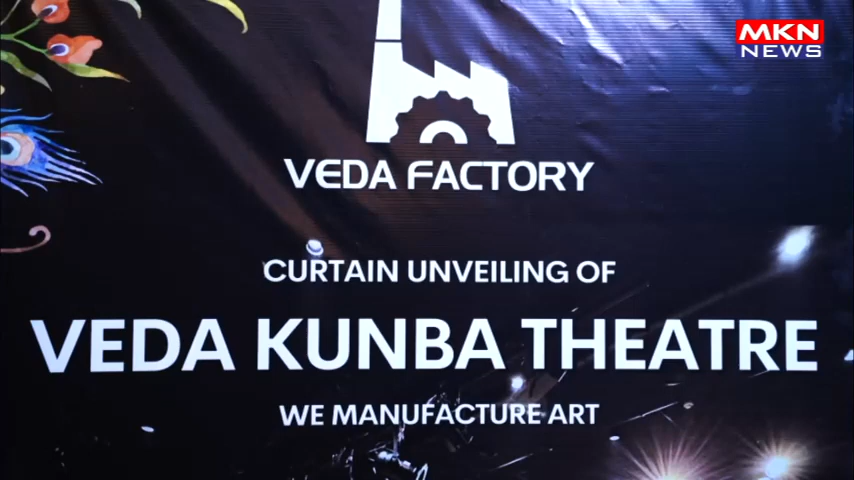 MKN
NEWS
VEDA FACTORY
CURTAIN UNVEILING OF
VEDA KUNBA THEATRE
WE MANUFACTURE ART